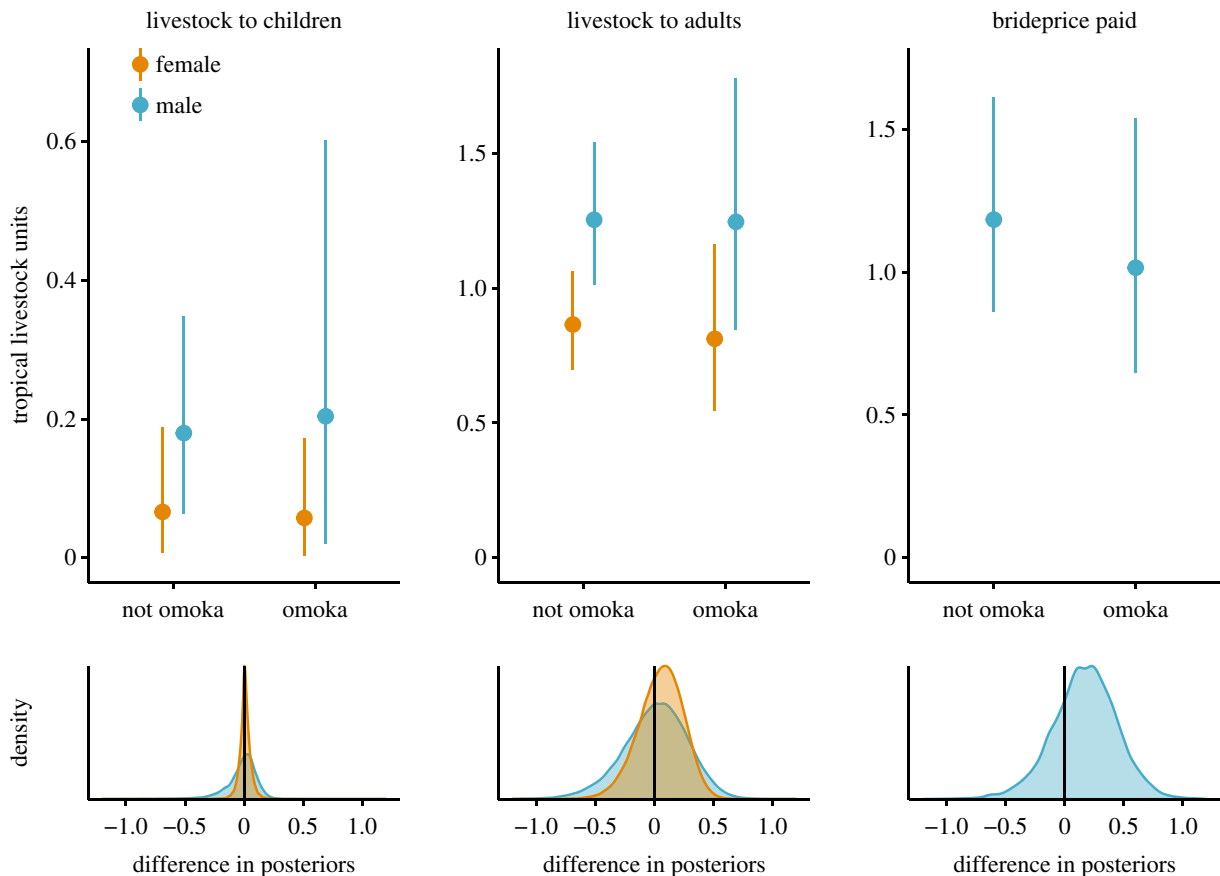 livestock to children
livestock to adults
brideprice paid
female
male
tropical livestock units
0.6
0.4
0.2
0
not omoka
omoka
1.5
1.0
0.5
0
not omoka
omoka
1.5
1.0
0.5
0
not omoka
omoka
density
−1.0 −0.5 0 0.5 1.0
difference in posteriors
−1.0 −0.5 0 0.5 1.0
difference in posteriors
−1.0 −0.5 0 0.5 1.0
difference in posteriors